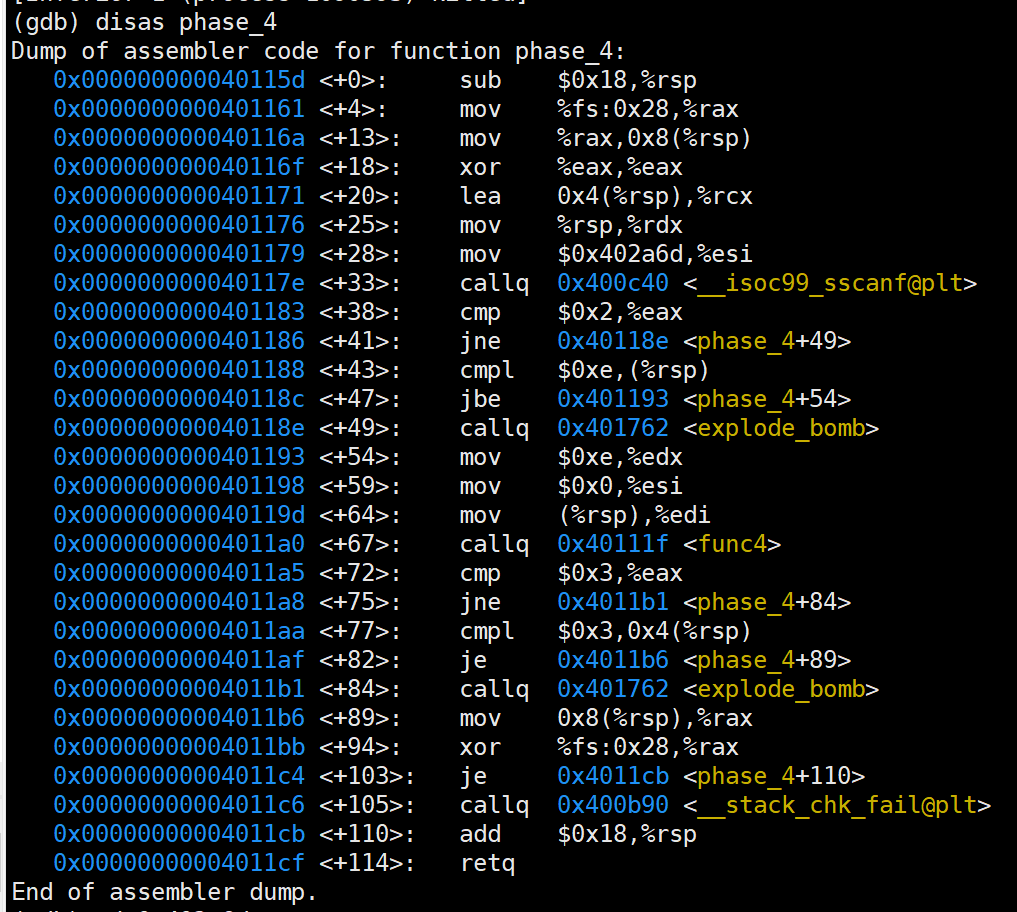 (gdb) disas phase_4
Dump of assembler code for function phase_4:
   0x000000000040115d <+0>:     sub    $0x18,%rsp
   0x0000000000401161 <+4>:     mov    %fs:0x28,%rax
   0x000000000040116a <+13>:    mov    %rax,0x8(%rsp)
   0x000000000040116f <+18>:    xor    %eax,%eax
   0x0000000000401171 <+20>:    lea    0x4(%rsp),%rcx
   0x0000000000401176 <+25>:    mov    %rsp,%rdx
   0x0000000000401179 <+28>:    mov    $0x402a6d,%esi
   0x000000000040117e <+33>:    callq  0x400c40 <__isoc99_sscanf@plt>
   0x0000000000401183 <+38>:    cmp    $0x2,%eax
   0x0000000000401186 <+41>:    jne    0x40118e <phase_4+49>
   0x0000000000401188 <+43>:    cmpl   $0xe,(%rsp)
   0x000000000040118c <+47>:    jbe    0x401193 <phase_4+54>
   0x000000000040118e <+49>:    callq  0x401762 <explode_bomb>
   0x0000000000401193 <+54>:    mov    $0xe,%edx
   0x0000000000401198 <+59>:    mov    $0x0,%esi
   0x000000000040119d <+64>:    mov    (%rsp),%edi
   0x00000000004011a0 <+67>:    callq  0x40111f <func4>
   0x00000000004011a5 <+72>:    cmp    $0x3,%eax
   0x00000000004011a8 <+75>:    jne    0x4011b1 <phase_4+84>
   0x00000000004011aa <+77>:    cmpl   $0x3,0x4(%rsp)
   0x00000000004011af <+82>:    je     0x4011b6 <phase_4+89>
   0x00000000004011b1 <+84>:    callq  0x401762 <explode_bomb>
   0x00000000004011b6 <+89>:    mov    0x8(%rsp),%rax
   0x00000000004011bb <+94>:    xor    %fs:0x28,%rax
   0x00000000004011c4 <+103>:   je     0x4011cb <phase_4+110>
   0x00000000004011c6 <+105>:   callq  0x400b90 <__stack_chk_fail@plt>
   0x00000000004011cb <+110>:   add    $0x18,%rsp
   0x00000000004011cf <+114>:   retq
End of assembler dump.